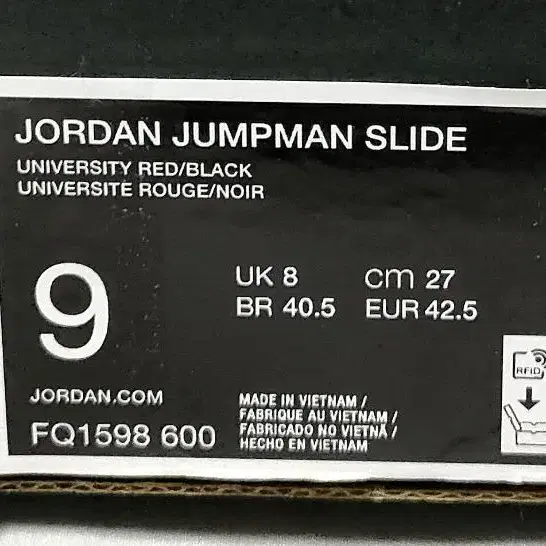 JORDAN JUMPMAN SLIDE
UNIVERSITY RED/BLACK
UNIVERSITÉ ROUGE/NOIR
9
UK 8 cm 27
BR 40.5 EUR 42.5
RFID
JORDAN.COM
FQ1598 600
MADE IN VIETNAM /
FABRIQUE AU VIETNAM /
FABRICADO NO VIETNÃ /
HECHO EN VIETNAM